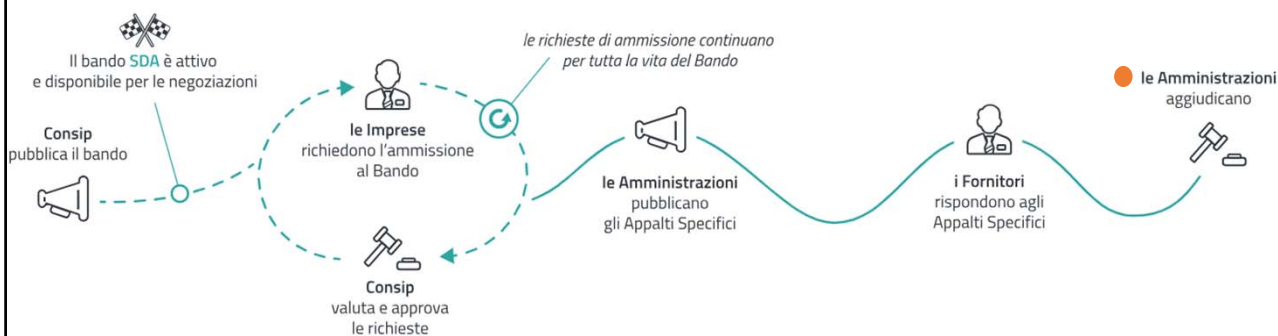 Il bando SDA è attivo
e disponibile per le negoziazioni
Consip
pubblica il bando
le Imprese
richiedono l'ammissione
al Bando
le richieste di ammissione continuano
per tutta la vita del Bando
Consip
valuta e approva
le richieste
le Amministrazioni
pubblicano
gli Appalti Specifici
i Fornitori
rispondono agli
Appalti Specifici
le Amministrazioni
aggiudicano